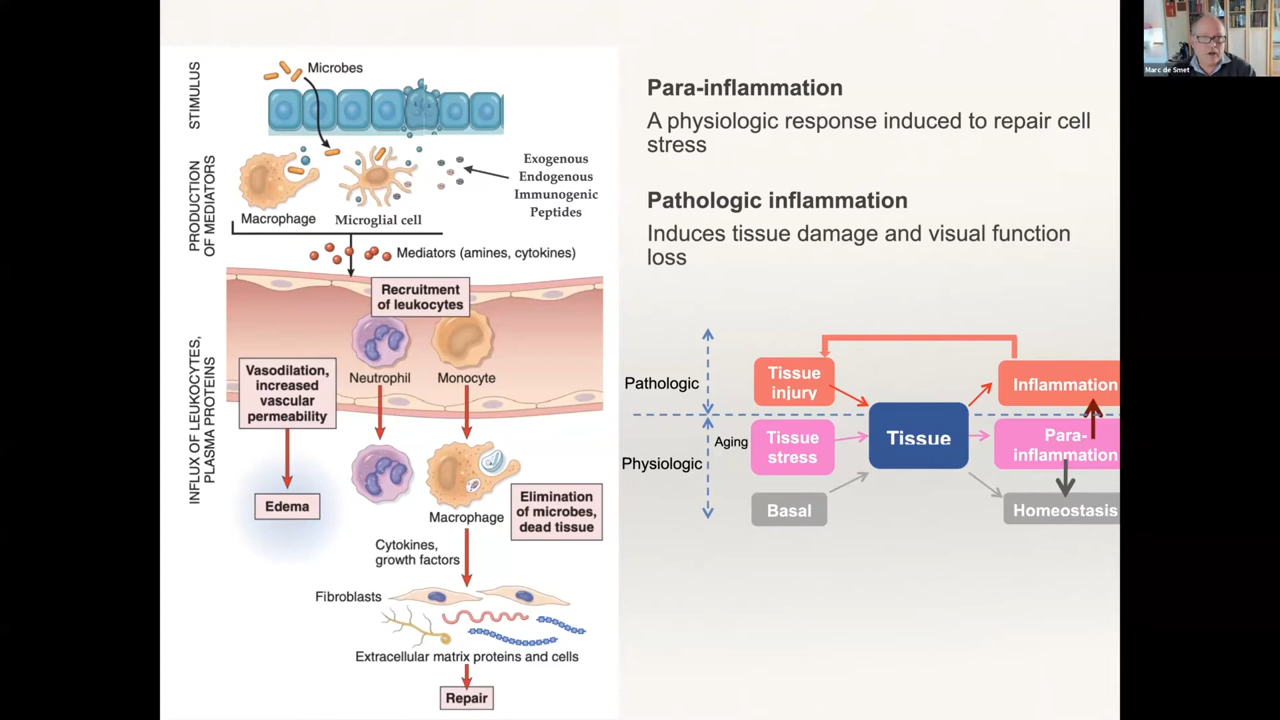 STIMULUS
Microbes
PRODUCTION
OF MEDIATORS
Macrophage
Microglial cell
Exogenous
Endogenous
Immunogenic
Peptides
Mediators (amines, cytokines)
INFLUX OF LEUKOCYTES,
PLASMA PROTEINS
Recruitment
of leukocytes
Vasodilation,
increased
vascular
permeability
Neutrophil
Monocyte
Edema
Macrophage
Elimination
of microbes,
dead tissue
Cytokines,
growth factors
Fibroblasts
Extracellular matrix proteins and cells
Repair
Para-inflammation
A physiologic response induced to repair cell
stress
Pathologic inflammation
Induces tissue damage and visual function
loss
Pathologic
Physiologic
Aging
Tissue
injury
Tissue
stress
Basal
Tissue
Inflammation
Para-
inflammation
Homeostasis
Marc de Smet